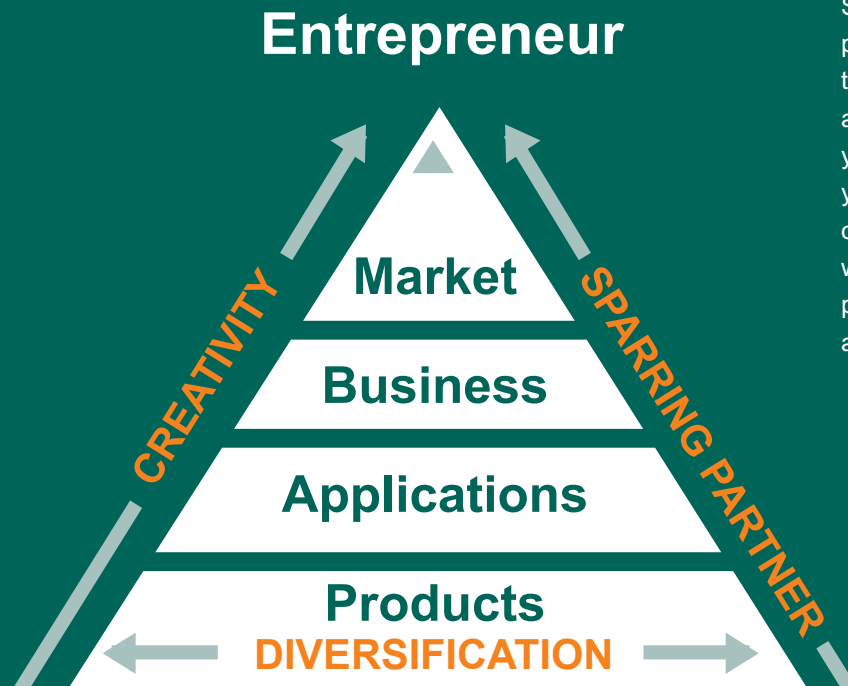 Entrepreneur
Market
CREATIVITY
SPARRING PARTNER
Business
Applications
Products
DIVERSIFICATION